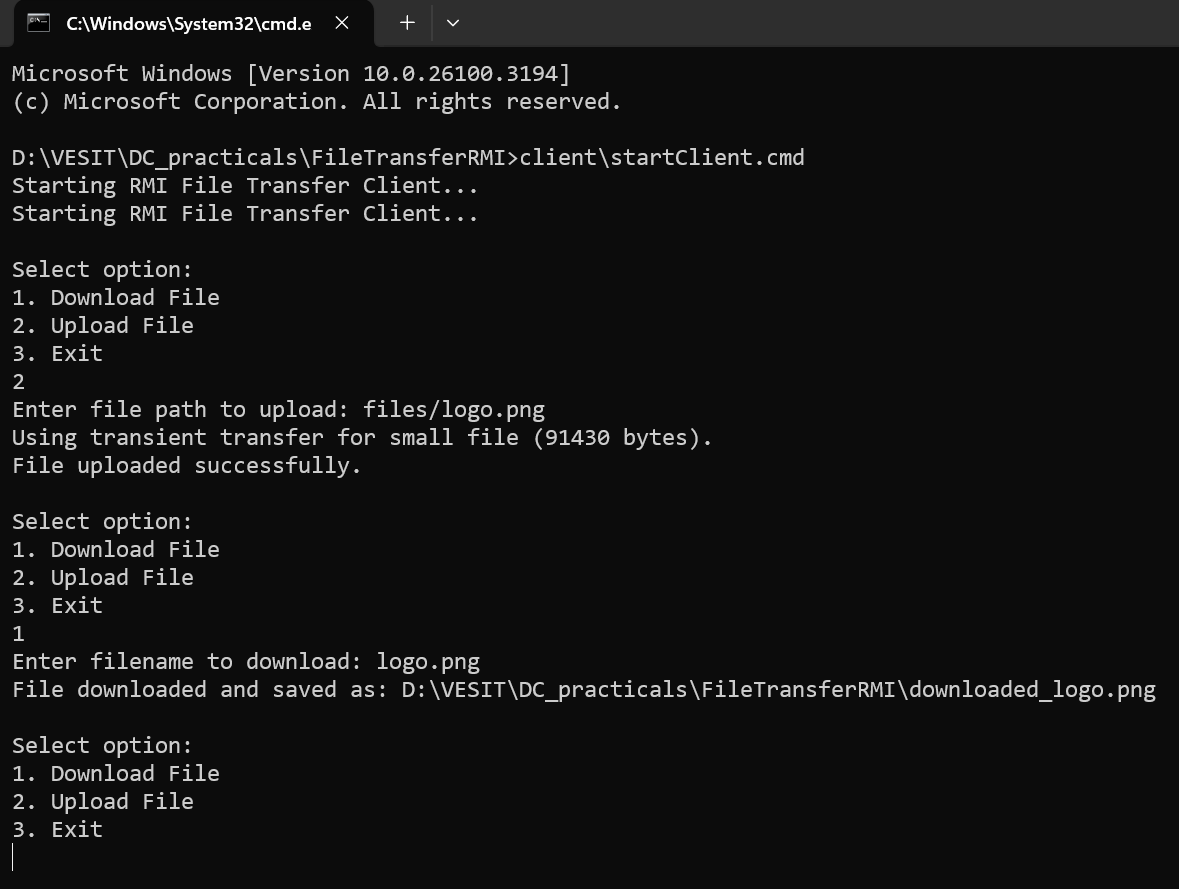 C:\Windows\System32\cmd.e
Microsoft Windows [Version 10.0.26100.3194]
(c) Microsoft Corporation. All rights reserved.
D:\VESIT\DC_practicals\FileTransferRMI>client\startClient.cmd
Starting RMI File Transfer Client...
Starting RMI File Transfer Client...
Select option:
1. Download File
2. Upload File
3. Exit
2
Enter file path to upload: files/logo.png
Using transient transfer for small file (91430 bytes).
File uploaded successfully.
Select option:
1. Download File
2. Upload File
3. Exit
1
Enter filename to download: logo.png
File downloaded and saved as: D:\VESIT\DC_practicals\FileTransferRMI\downloaded_logo.png
Select option:
1. Download File
2. Upload File
3. Exit